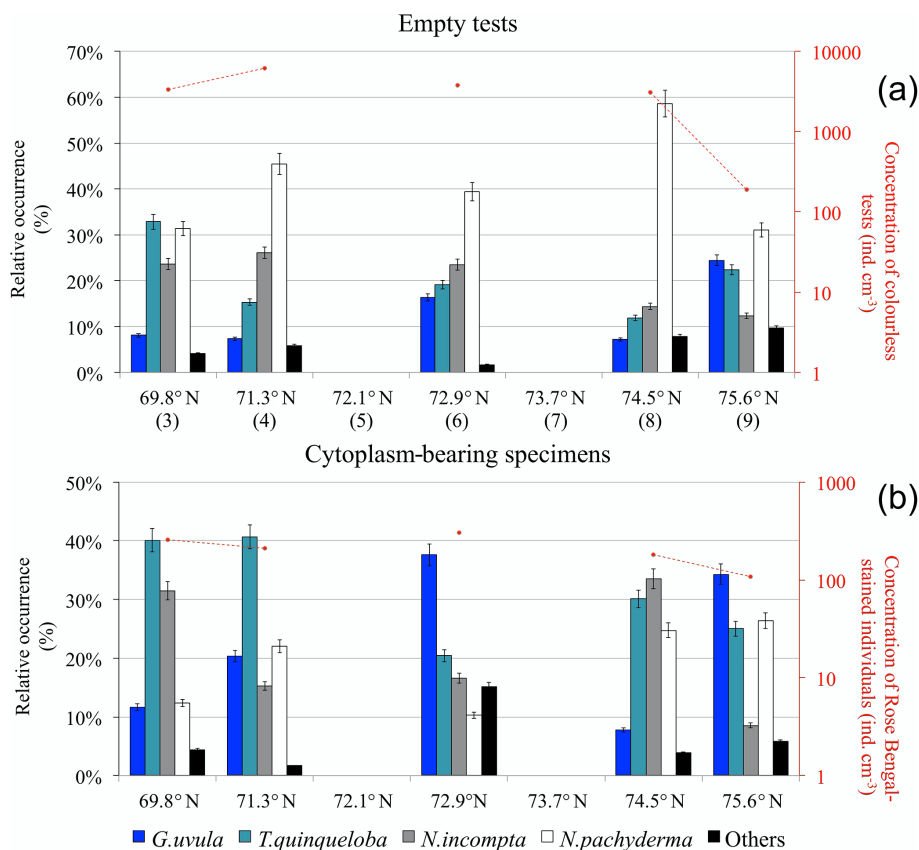 Empty tests
(a)
70%
60%
50%
40%
30%
20%
10%
0%
Relative occurrence
(%)
10000
1000
100
10
1
Concentration of colourless
tests (ind. cm-3)
69.8° N 71.3° N 72.1° N 72.9° N 73.7° N 74.5° N 75.6° N
(3) (4) (5) (6) (7) (8) (9)
Cytoplasm-bearing specimens
(b)
50%
40%
30%
20%
10%
0%
Relative occurrence
(%)
1000
100
10
1
Concentration of Rose Bengal-
stained individuals (ind. cm-3)
69.8° N 71.3° N 72.1° N 72.9° N 73.7° N 74.5° N 75.6° N
G.uvula T.quinqueloba N.incompta N.pachyderma Others